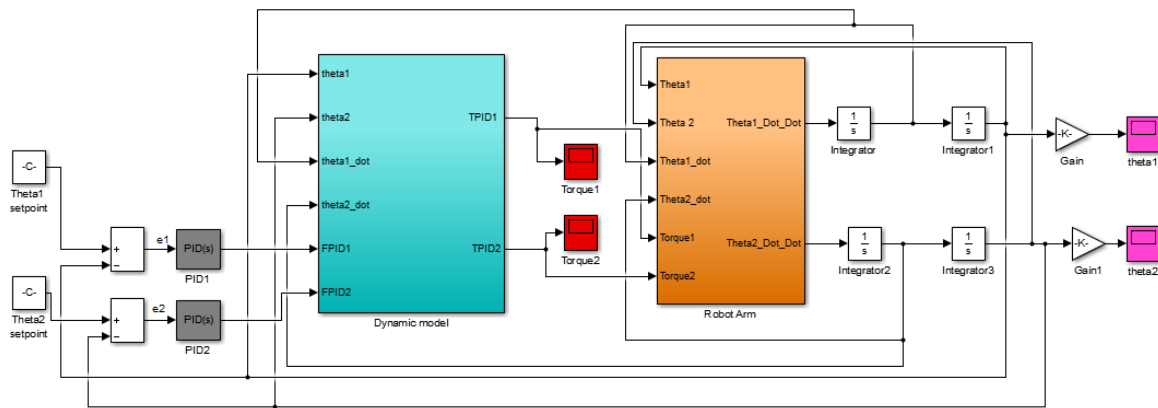 -C-
Theta1
setpoint
+
−
e1
PID(s)
PID1
-C-
Theta2
setpoint
+
−
e2
PID(s)
PID2
theta1
theta2
theta1_dot
theta2_dot
FPID1
FPID2
TPID1
TPID2
Dynamic model
Torque1
Torque2
Theta1
Theta 2
Theta1_dot
Theta2_dot
Torque1
Torque2
Theta1_Dot_Dot
Theta2_Dot_Dot
Robot Arm
1
s
Integrator
1
s
Integrator1
-K-
Gain
theta1
1
s
Integrator2
1
s
Integrator3
-K-
Gain1
theta2